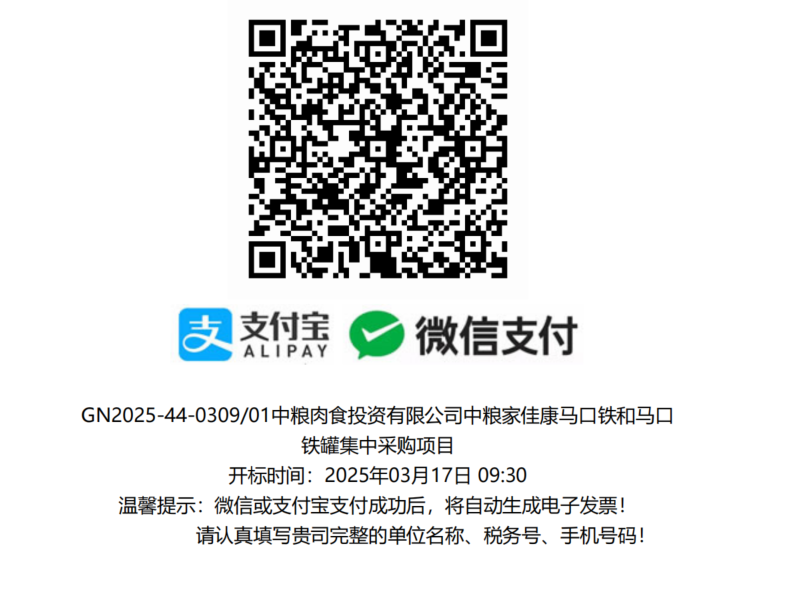 支付宝
ALIPAY
微信支付
GN2025-44-0309/01中粮肉食投资有限公司中粮家佳康马口铁和马口
铁罐集中采购项目
开标时间：2025年03月17日 09:30
温馨提示：微信或支付宝支付成功后，将自动生成电子发票！
请认真填写贵司完整的单位名称、税务号、手机号码！